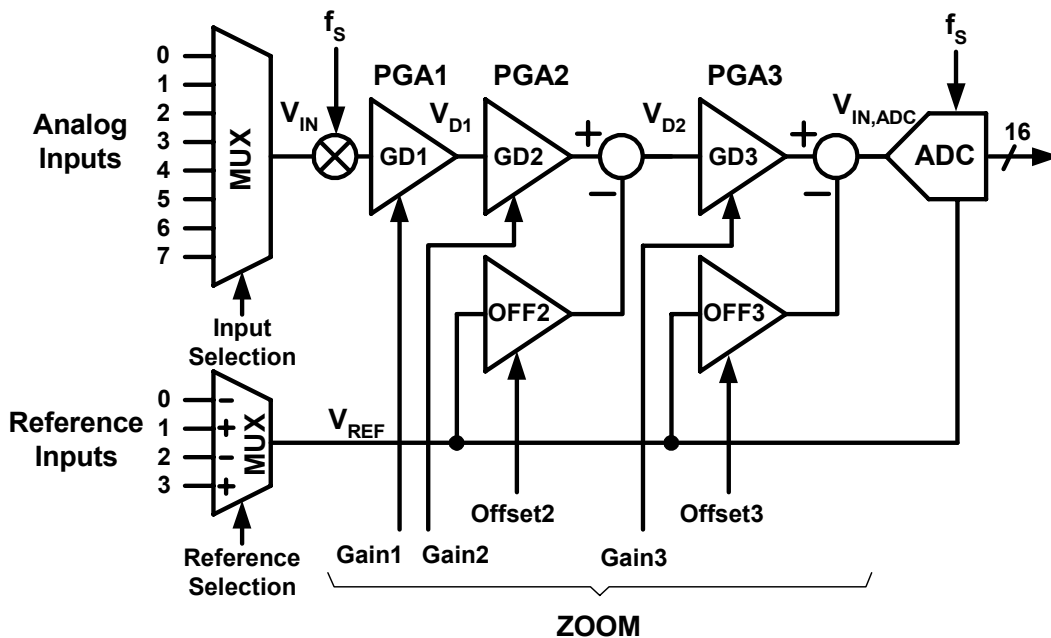 f_S
f_S
0
1
2
3
4
5
6
7
Analog
Inputs
MUX
V_IN
PGA1
GD1
V_D1
PGA2
GD2
+
−
V_D2
PGA3
GD3
+
−
V_IN,ADC
ADC
16
OFF2
OFF3
Input
Selection
0
1
2
3
Reference
Inputs
−
+
−
+
MUX
V_REF
Reference
Selection
Gain1
Gain2
Offset2
Gain3
Offset3
ZOOM